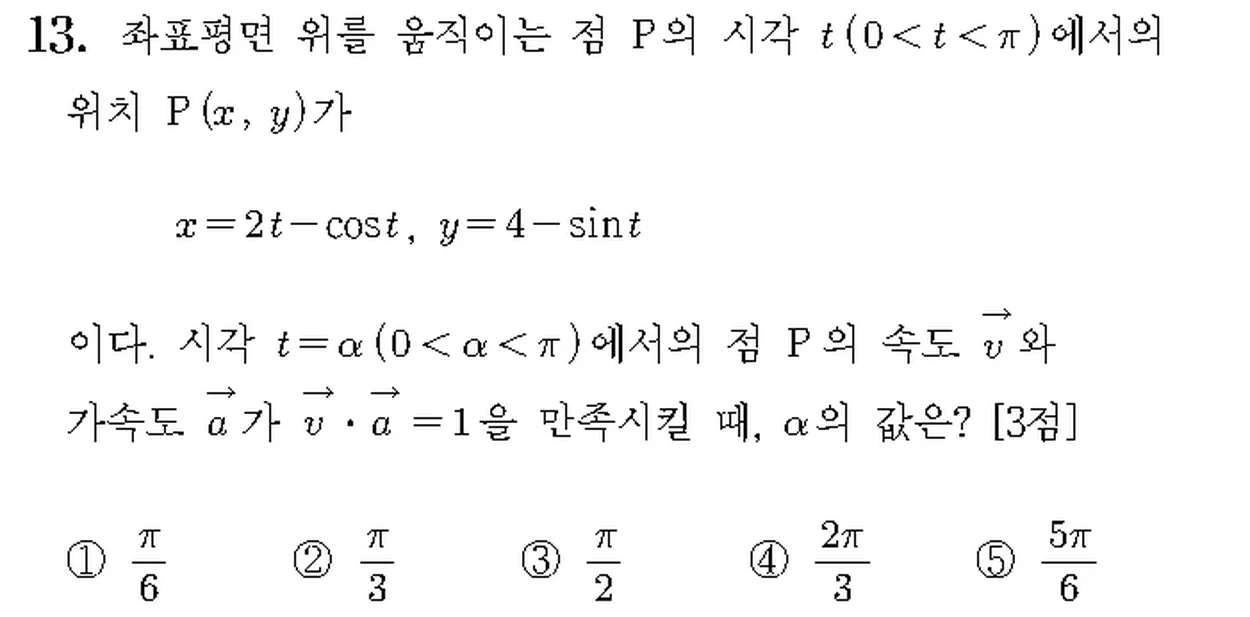 13. 좌표평면 위를 움직이는 점 P의 시각 t(0<t<π)에서의
위치 P(x, y)가
x=2t−cost, y=4−sint
이다. 시각 t=α(0<α<π)에서의 점 P의 속도 v→와
가속도 a→가 v→·a→=1을 만족시킬 때, α의 값은? [3점]
① π/6 ② π/3 ③ π/2 ④ 2π/3 ⑤ 5π/6